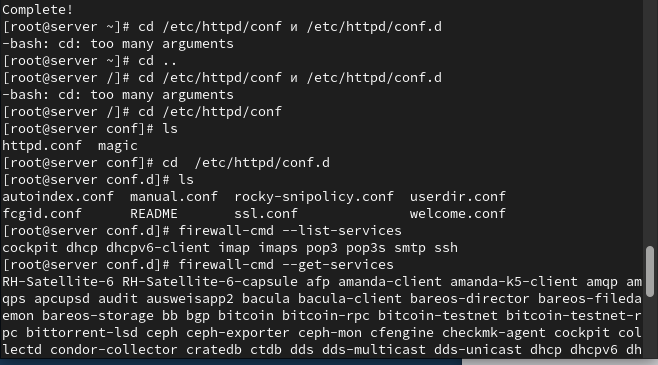 Complete!
[root@server ~]# cd /etc/httpd/conf и /etc/httpd/conf.d
-bash: cd: too many arguments
[root@server ~]# cd ..
[root@server /]# cd /etc/httpd/conf и /etc/httpd/conf.d
-bash: cd: too many arguments
[root@server /]# cd /etc/httpd/conf
[root@server conf]# ls
httpd.conf  magic
[root@server conf]# cd  /etc/httpd/conf.d
[root@server conf.d]# ls
autoindex.conf  manual.conf  rocky-snipolicy.conf  userdir.conf
fcgid.conf      README       ssl.conf              welcome.conf
[root@server conf.d]# firewall-cmd --list-services
cockpit dhcp dhcpv6-client imap imaps pop3 pop3s smtp ssh
[root@server conf.d]# firewall-cmd --get-services
RH-Satellite-6 RH-Satellite-6-capsule afp amanda-client amanda-k5-client amqp am
qps apcupsd audit ausweisapp2 bacula bacula-client bareos-director bareos-fileda
emon bareos-storage bb bgp bitcoin bitcoin-rpc bitcoin-testnet bitcoin-testnet-r
pc bittorrent-lsd ceph ceph-exporter ceph-mon cfengine checkmk-agent cockpit col
lectd condor-collector cratedb ctdb dds dds-multicast dds-unicast dhcp dhcpv6 dh